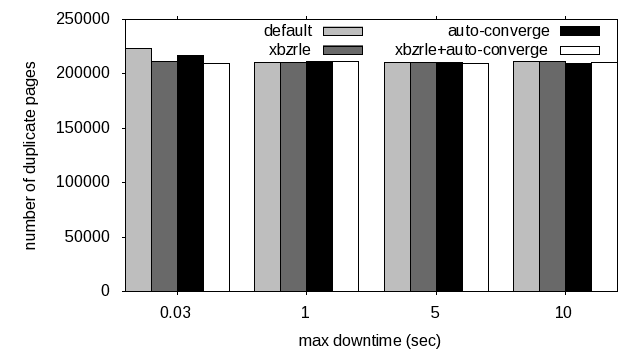 250000
default
auto-converge
xbzrle
xbzrle+auto-converge
200000
150000
100000
50000
0
number of duplicate pages
0.03
1
5
10
max downtime (sec)